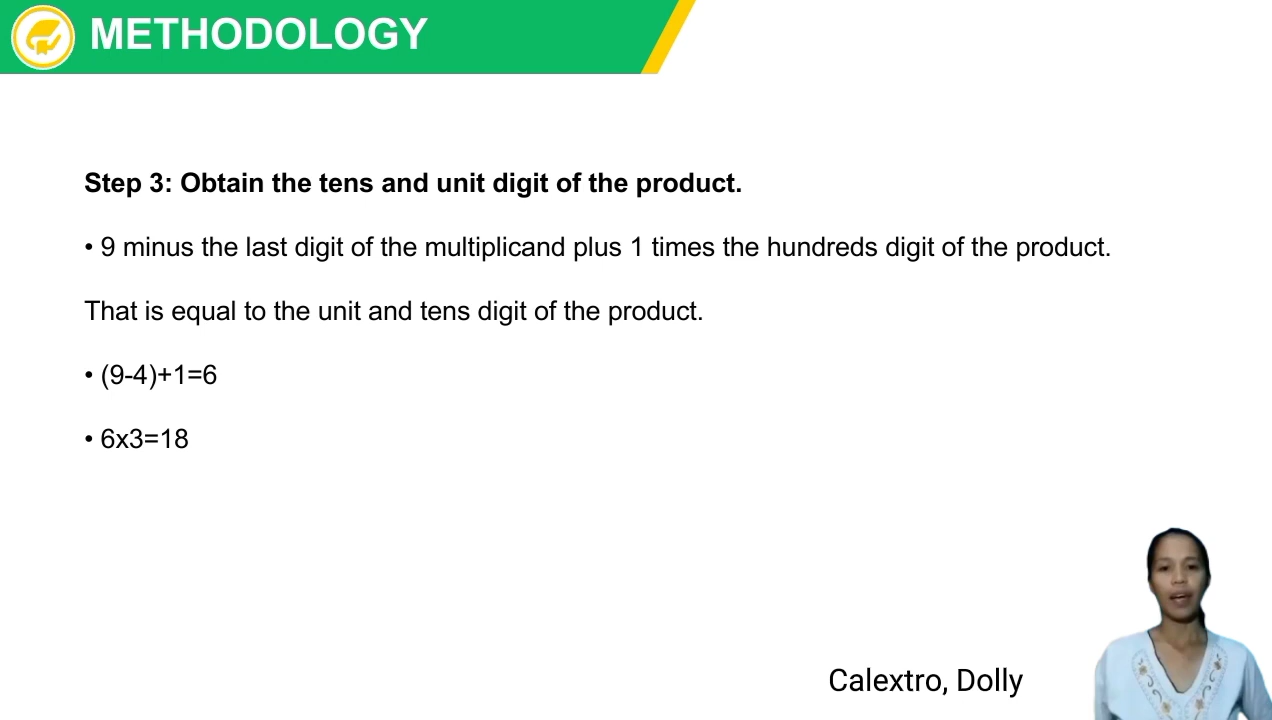 METHODOLOGY
Step 3: Obtain the tens and unit digit of the product.
• 9 minus the last digit of the multiplicand plus 1 times the hundreds digit of the product.
That is equal to the unit and tens digit of the product.
• (9-4)+1=6
• 6x3=18
Calextro, Dolly